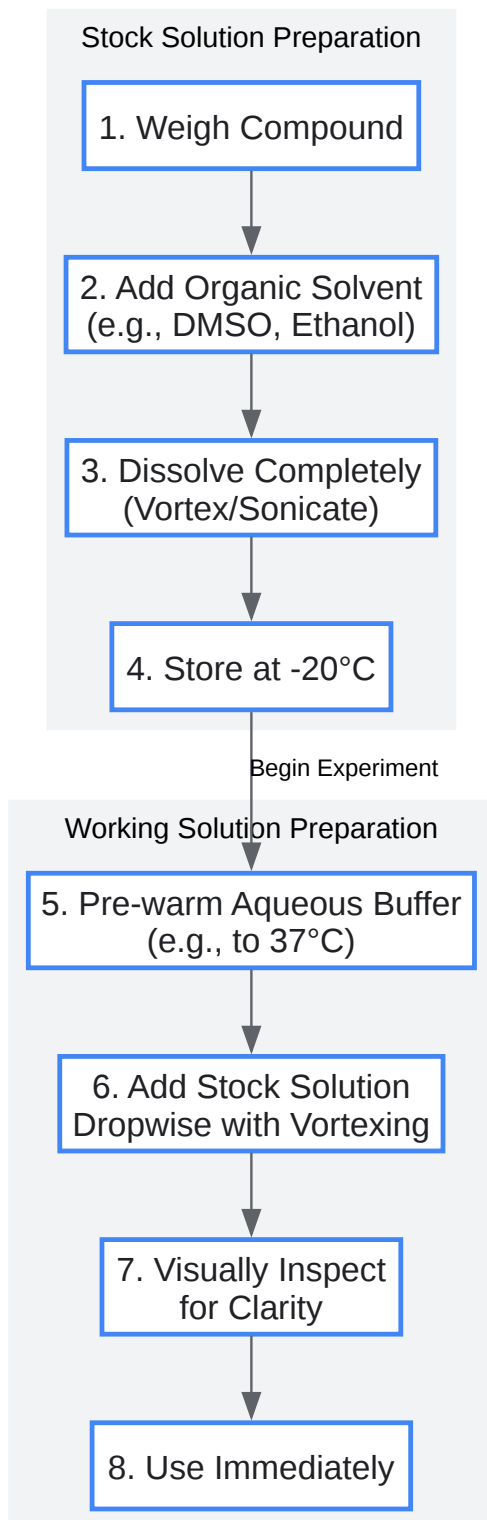 Stock Solution Preparation
1. Weigh Compound
2. Add Organic Solvent
(e.g., DMSO, Ethanol)
3. Dissolve Completely
(Vortex/Sonicate)
4. Store at -20°C
Begin Experiment
Working Solution Preparation
5. Pre-warm Aqueous Buffer
(e.g., to 37°C)
6. Add Stock Solution
Dropwise with Vortexing
7. Visually Inspect
for Clarity
8. Use Immediately